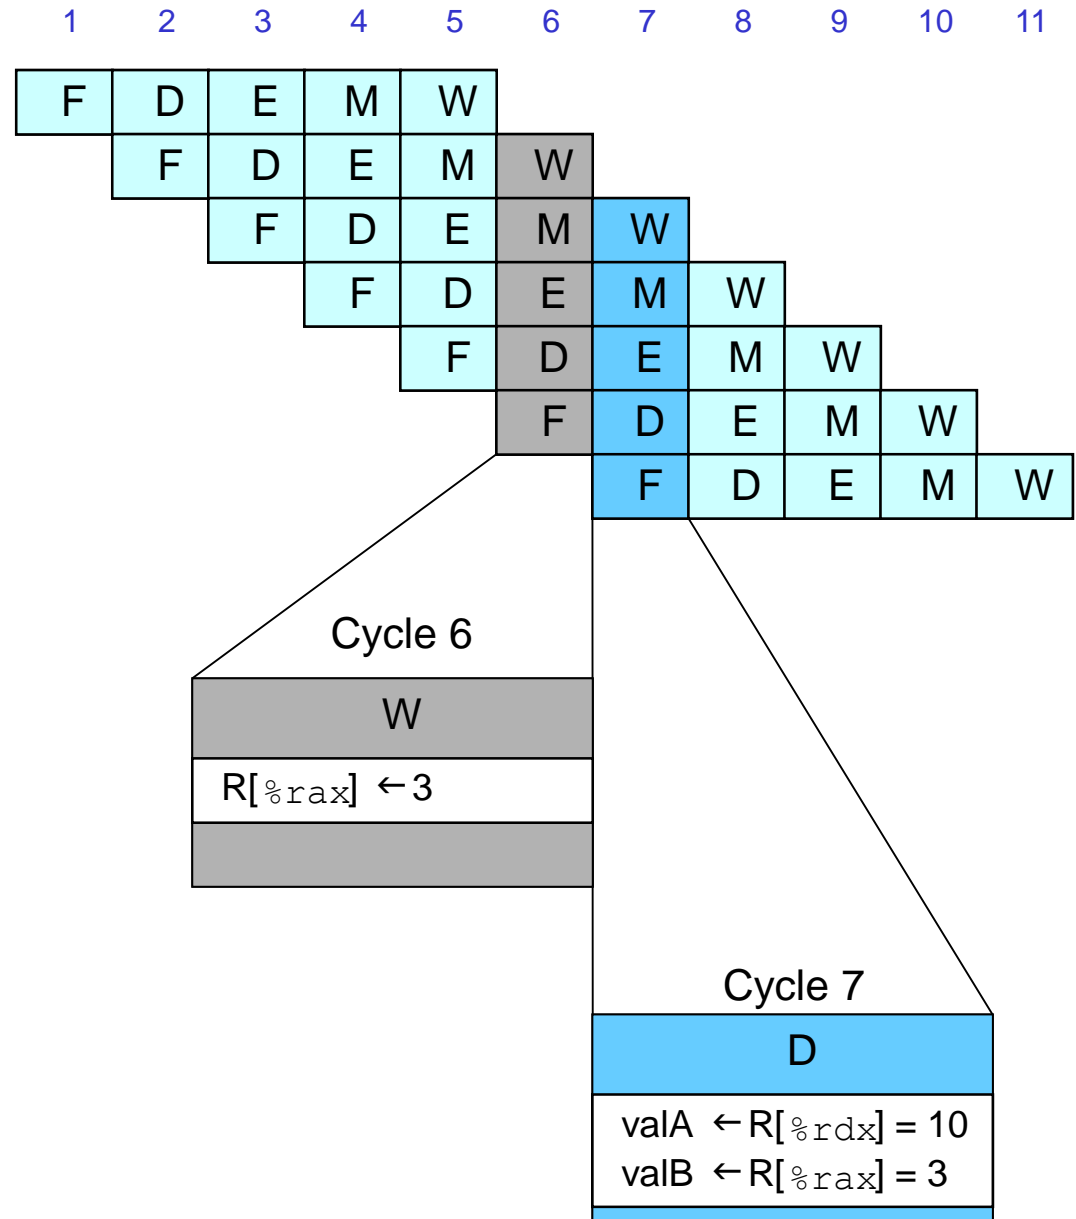 1 2 3 4 5 6 7 8 9 10 11
F D E M W
F D E M W
F D E M W
F D E M W
F D E M W
F D E M W
F D E M W
Cycle 6
W
R[%rax] ←3
Cycle 7
D
valA ←R[%rdx] = 10
valB ←R[%rax] = 3